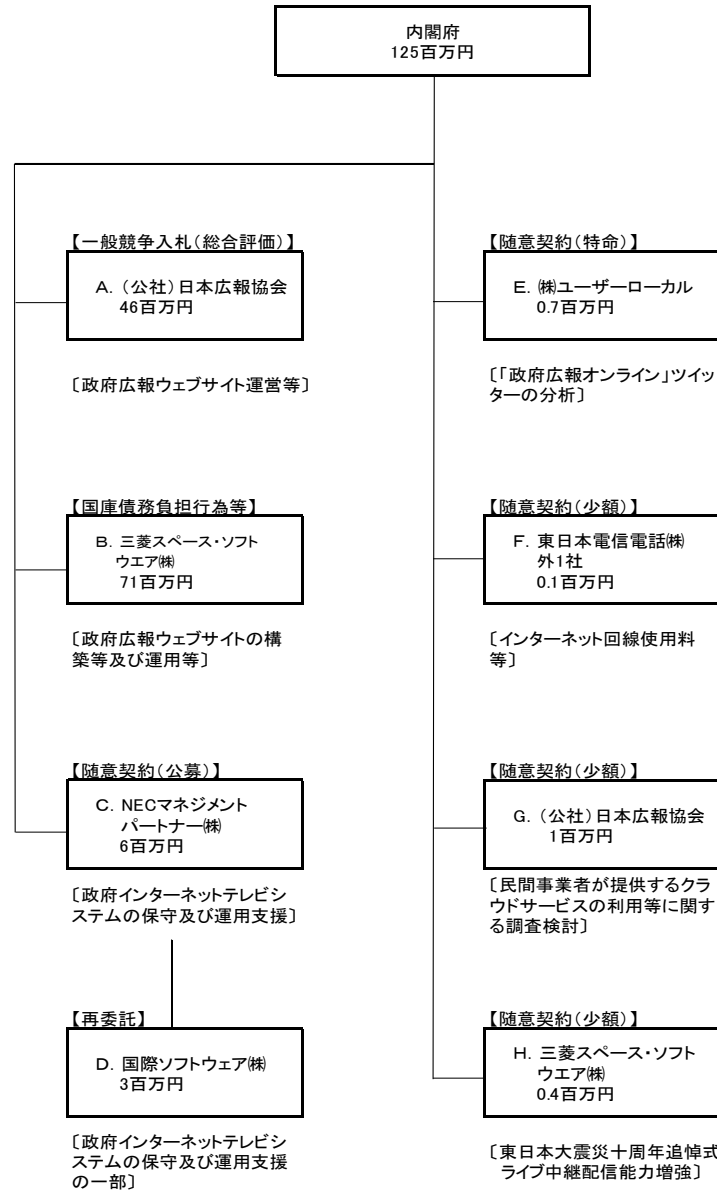 内閣府
125百万円
【一般競争入札(総合評価)】
A. (公社)日本広報協会
46百万円
〔政府広報ウェブサイト運営等〕
【国庫債務負担行為等】
B. 三菱スペース・ソフト
ウエア㈱
71百万円
〔政府広報ウェブサイトの構
築等及び運用等〕
【随意契約(公募)】
C. NECマネジメント
パートナー㈱
6百万円
〔政府インターネットテレビシ
ステムの保守及び運用支援〕
【再委託】
D. 国際ソフトウェア㈱
3百万円
〔政府インターネットテレビシ
ステムの保守及び運用支援
の一部〕
【随意契約(特命)】
E. ㈱ユーザーローカル
0.7百万円
〔「政府広報オンライン」ツイッ
ターの分析〕
【随意契約(少額)】
F. 東日本電信電話㈱
外1社
0.1百万円
〔インターネット回線使用料
等〕
【随意契約(少額)】
G. (公社)日本広報協会
1百万円
〔民間事業者が提供するクラ
ウドサービスの利用等に関す
る調査検討〕
【随意契約(少額)】
H. 三菱スペース・ソフト
ウエア㈱
0.4百万円
〔東日本大震災十周年追悼式
ライブ中継配信能力増強〕